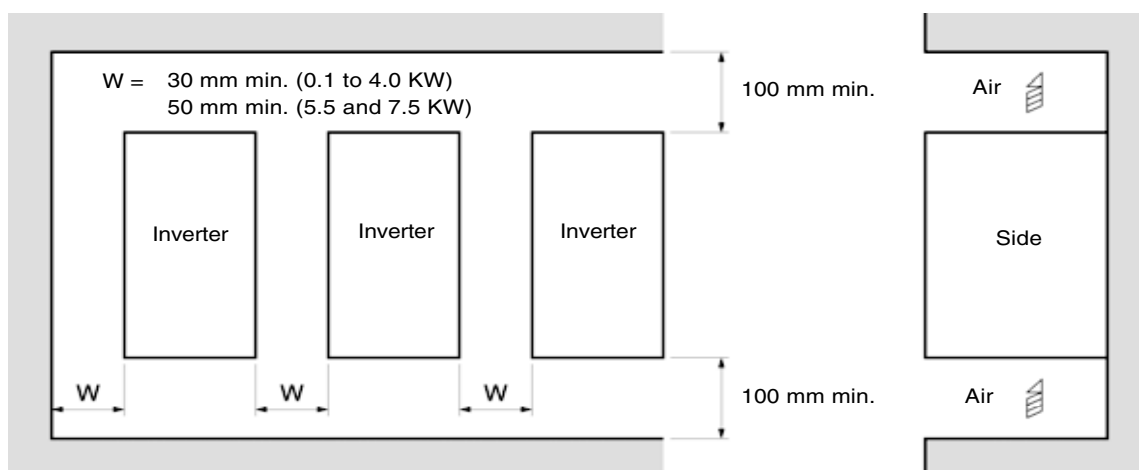 W = 30 mm min. (0.1 to 4.0 KW)
50 mm min. (5.5 and 7.5 KW)
100 mm min.
Air
Inverter
Inverter
Inverter
Side
W
W
W
100 mm min.
Air